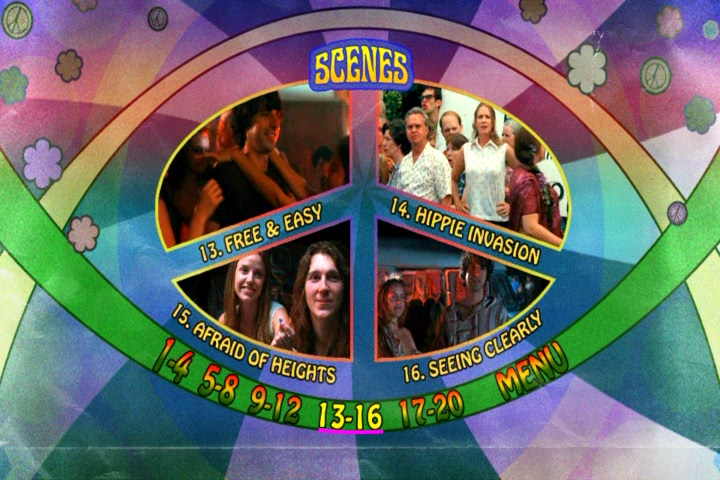 SCENES
13. FREE & EASY
14. HIPPIE INVASION
15. AFRAID OF HEIGHTS
16. SEEING CLEARLY
1-4 5-8 9-12 13-16 17-20 MENU